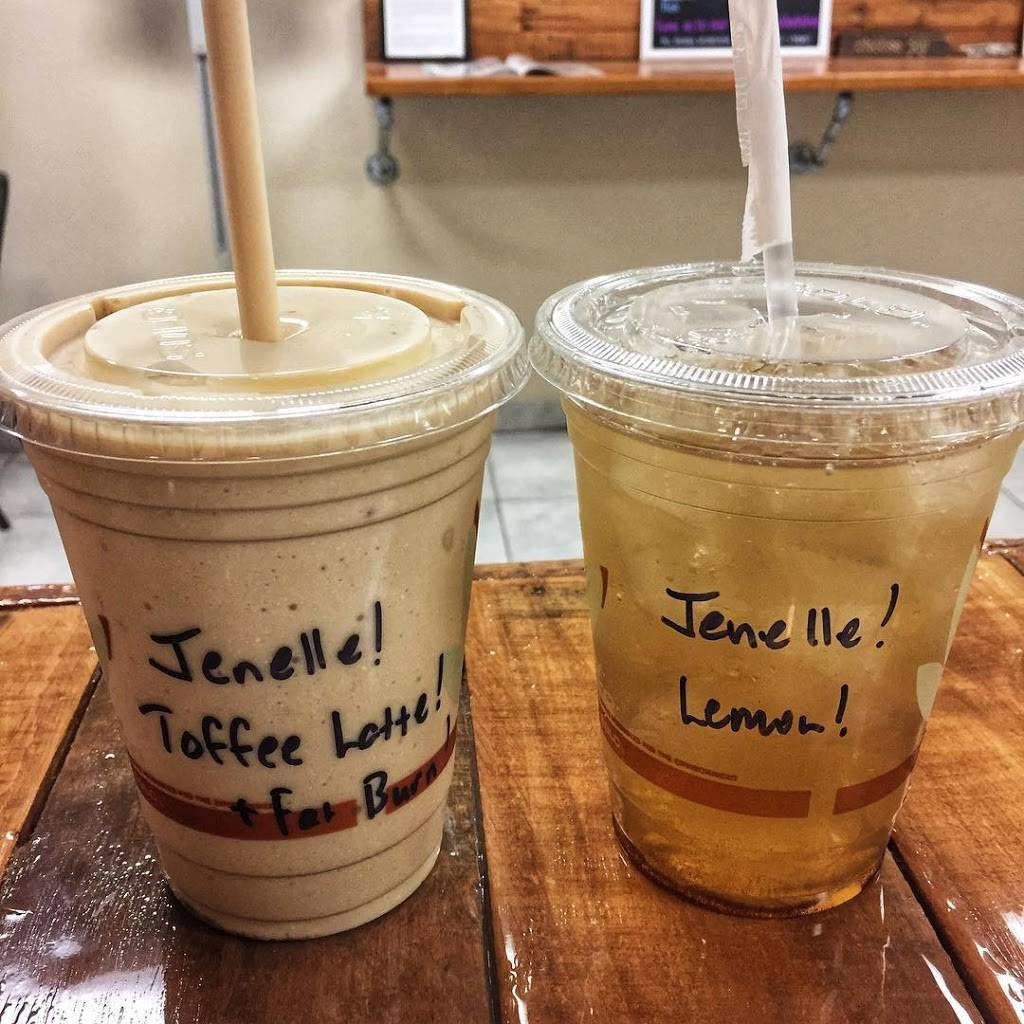 Jenelle!
Toffee Latte!
+ Fat Burn!
Jenelle!
Lemon!